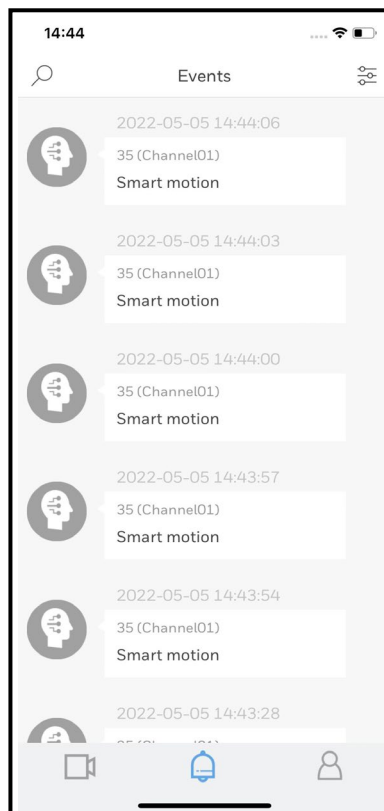 14:44
Events
2022-05-05 14:44:06
35 (Channel01)
Smart motion
2022-05-05 14:44:03
35 (Channel01)
Smart motion
2022-05-05 14:44:00
35 (Channel01)
Smart motion
2022-05-05 14:43:57
35 (Channel01)
Smart motion
2022-05-05 14:43:54
35 (Channel01)
Smart motion
2022-05-05 14:43:28